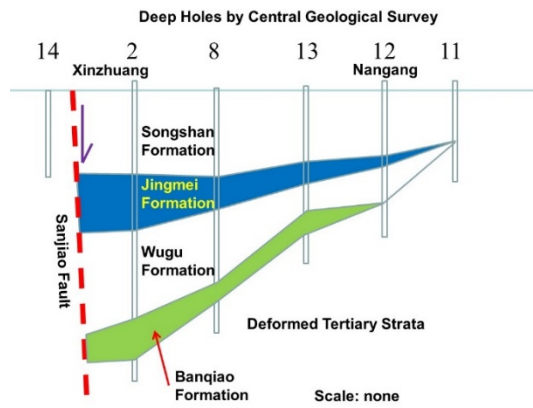 Deep Holes by Central Geological Survey
14 2 8 13 12 11
Xinzhuang
Nangang
Songshan
Formation
Jingmei
Formation
Wugu
Formation
Sanjiao Fault
Deformed Tertiary Strata
Banqiao
Formation
Scale: none